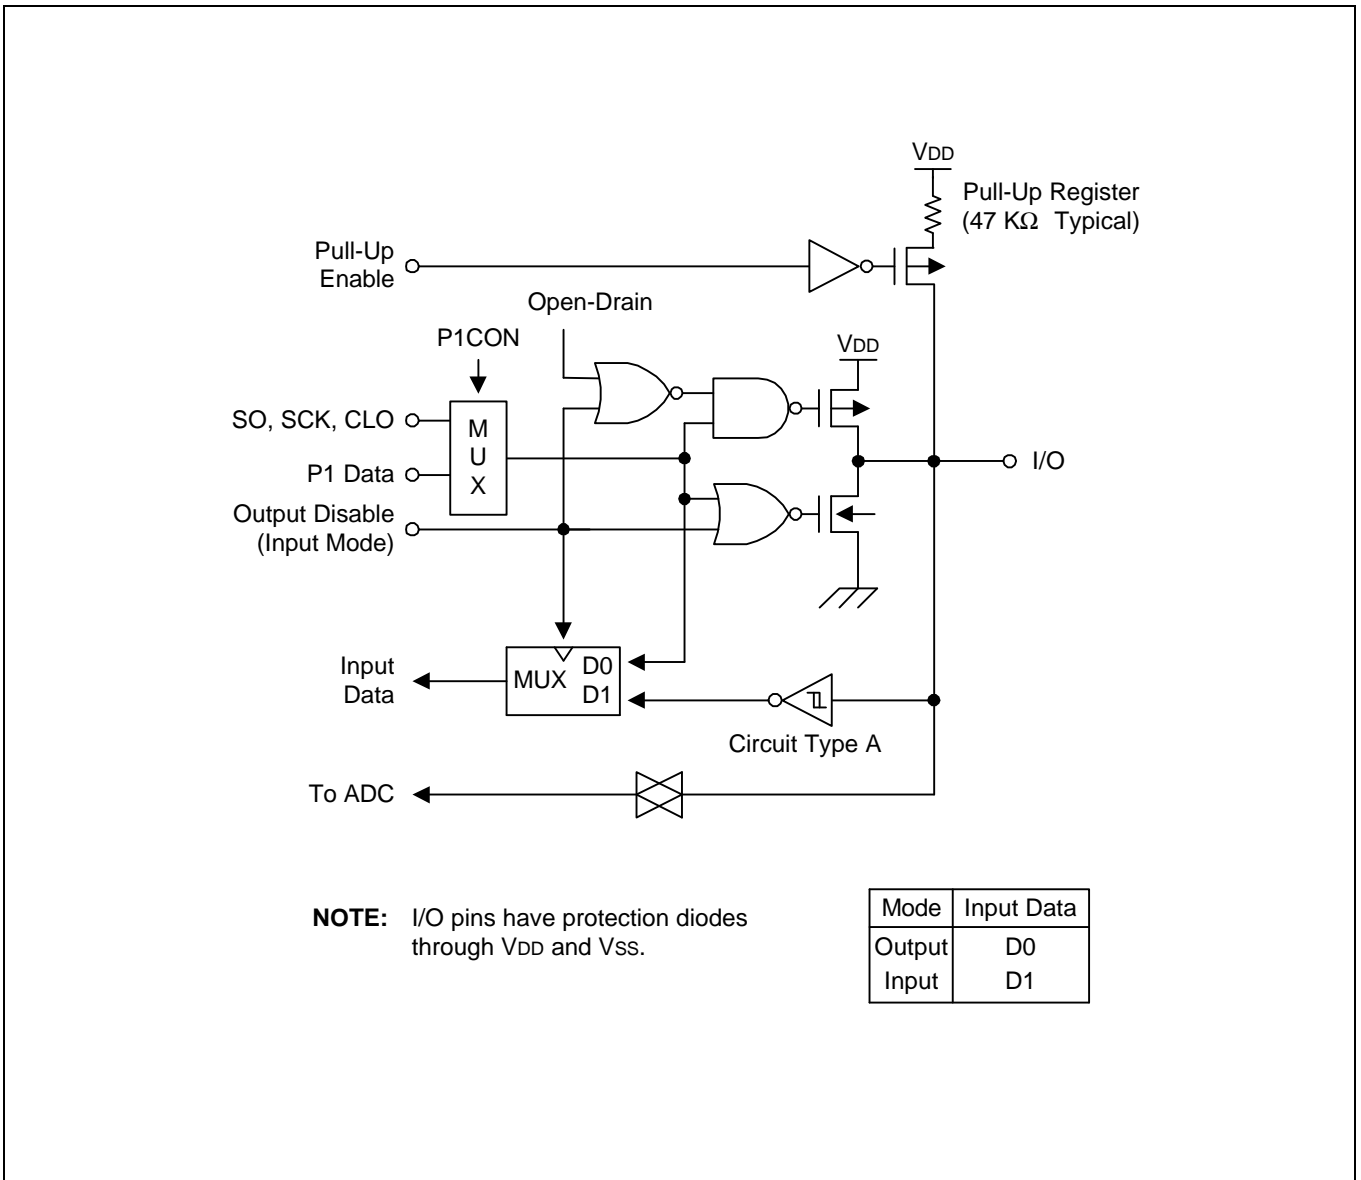 VDD
Pull-Up Register
(47 KΩ Typical)
Pull-Up
Enable
Open-Drain
P1CON
VDD
SO, SCK, CLO
M
U
X
P1 Data
I/O
Output Disable
(Input Mode)
Input
Data
MUX
D0
D1
Circuit Type A
To ADC
NOTE: I/O pins have protection diodes
through VDD and VSS.
Mode Input Data
Output D0
Input D1